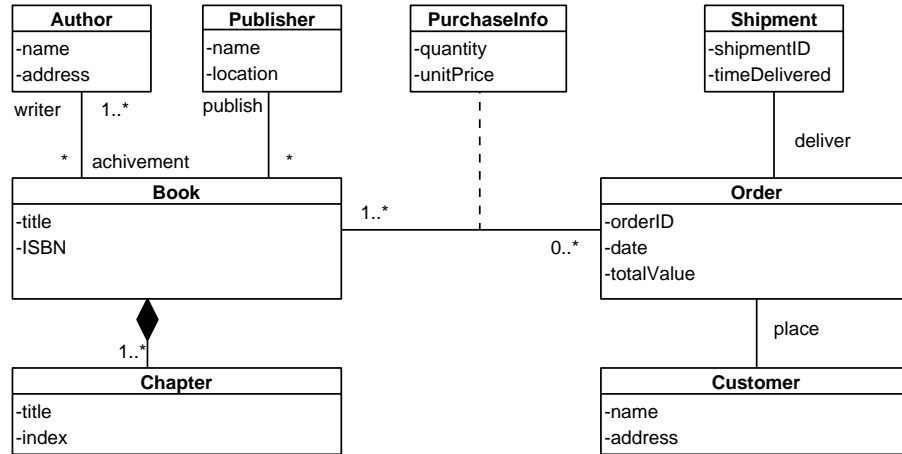 Author
-name
-address
Publisher
-name
-location
PurchaseInfo
-quantity
-unitPrice
Shipment
-shipmentID
-timeDelivered
writer
1..*
publish
*
achivement
*
deliver
Book
-title
-ISBN
1..*
0..*
Order
-orderID
-date
-totalValue
1..*
place
Chapter
-title
-index
Customer
-name
-address